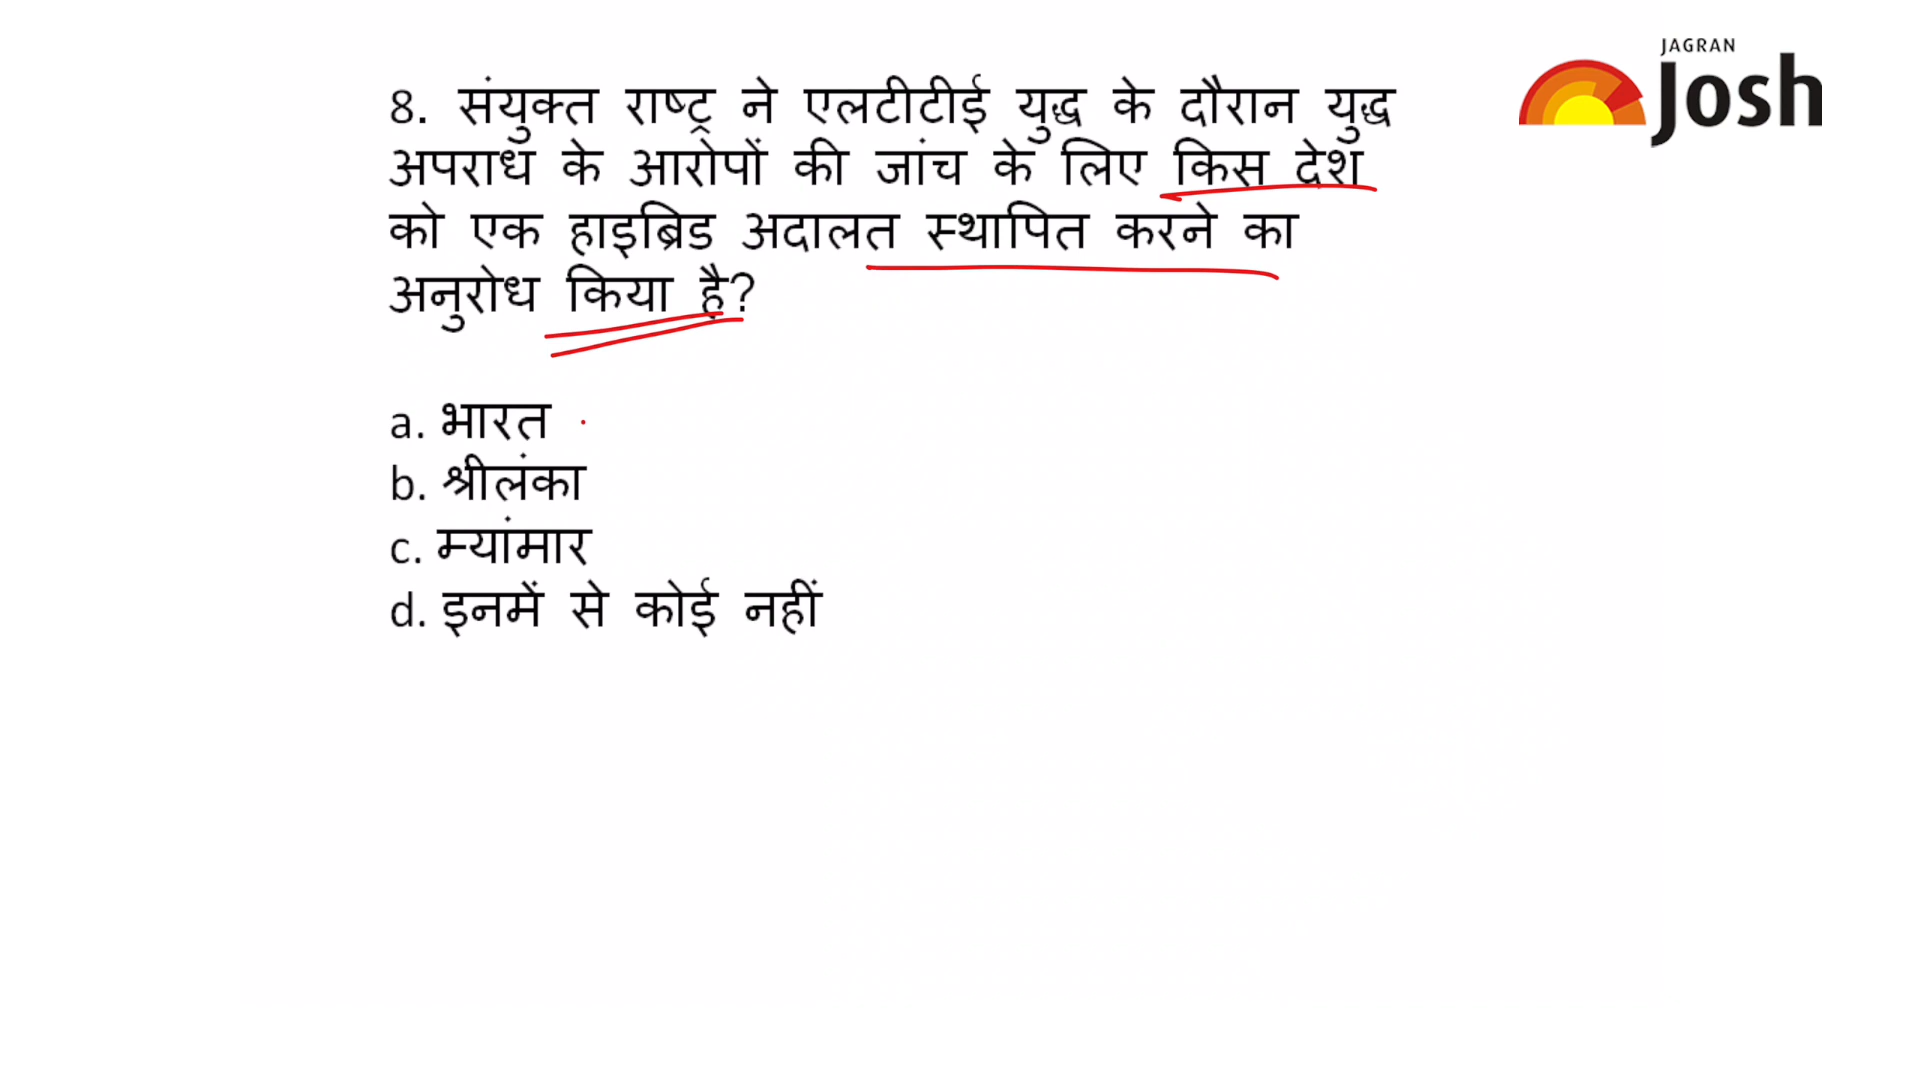 JAGRAN
Josh
8. संयुक्त राष्ट्र ने एलटीटीई युद्ध के दौरान युद्ध
अपराध के आरोपों की जांच के लिए किस देश
को एक हाइब्रिड अदालत स्थापित करने का
अनुरोध किया है?
a. भारत
b. श्रीलंका
c. म्यांमार
d. इनमें से कोई नहीं